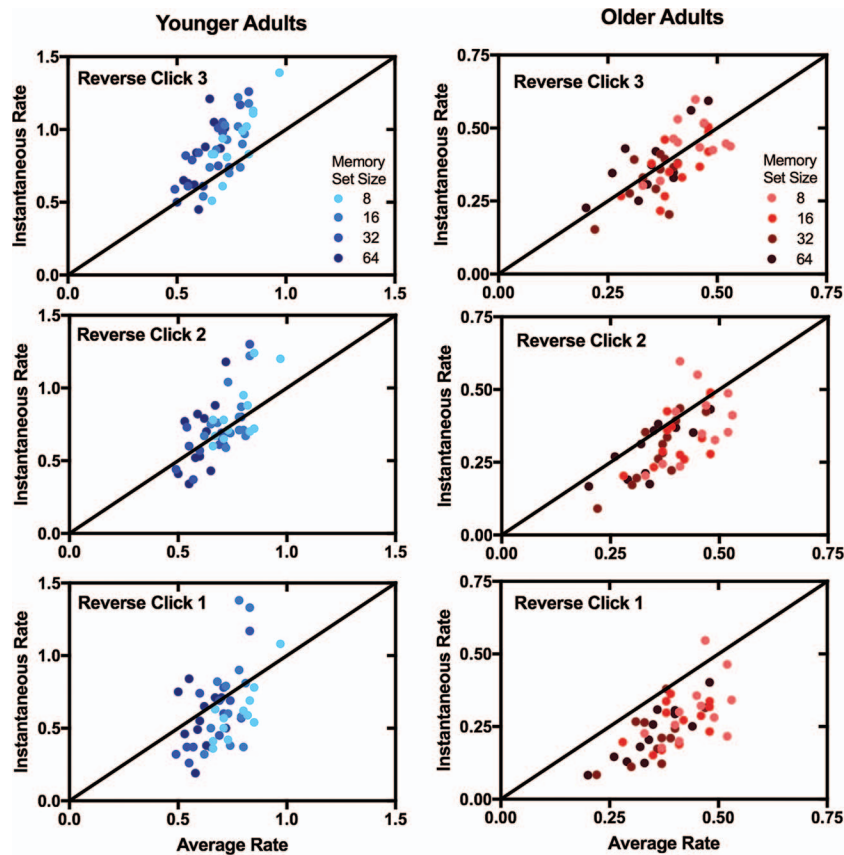 Younger Adults
Older Adults
Instantaneous Rate
1.5
1.0
0.5
0.0
Reverse Click 3
Memory
Set Size
8
16
32
64
0.0
0.5
1.0
1.5
Instantaneous Rate
0.75
0.50
0.25
0.00
Reverse Click 3
Memory
Set Size
8
16
32
64
0.00
0.25
0.50
0.75
Instantaneous Rate
1.5
1.0
0.5
0.0
Reverse Click 2
0.0
0.5
1.0
1.5
Instantaneous Rate
0.75
0.50
0.25
0.00
Reverse Click 2
0.00
0.25
0.50
0.75
Instantaneous Rate
1.5
1.0
0.5
0.0
Reverse Click 1
0.0
0.5
1.0
1.5
Average Rate
Instantaneous Rate
0.75
0.50
0.25
0.00
Reverse Click 1
0.00
0.25
0.50
0.75
Average Rate